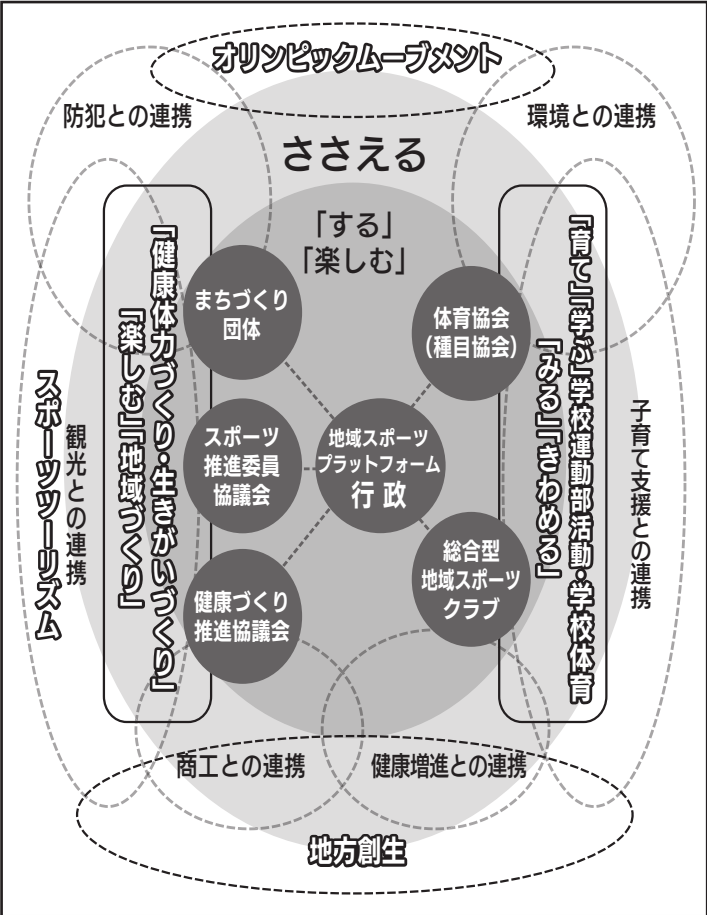 オリンピックムーブメント
防犯との連携
環境との連携
ささえる
「する」
「楽しむ」
「健康体力づくり・生きがいづくり」
「楽しむ」「地域づくり」
「育て」「学ぶ」学校運動部活動・学校体育
「みる」「きわめる」
まちづくり
団体
体育協会
(種目協会)
スポーツ
推進委員
協議会
地域スポーツ
プラットフォーム
行政
健康づくり
推進協議会
総合型
地域スポーツ
クラブ
スポーツツーリズム
観光との連携
子育て支援との連携
商工との連携
健康増進との連携
地方創生